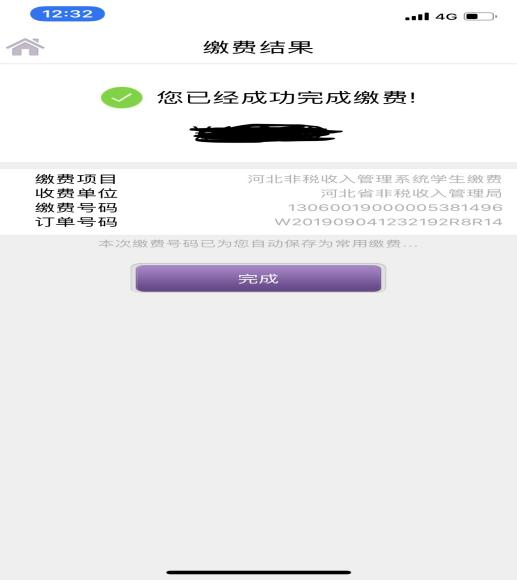 12:32
4G
缴费结果
您已经成功完成缴费!
缴费项目 河北非税收入管理系统学生缴费
收费单位 河北省非税收入管理局
缴费号码 13060019000005381496
订单号码 W201909041232192R8R14
本次缴费号码已为您自动保存为常用缴费...
完成